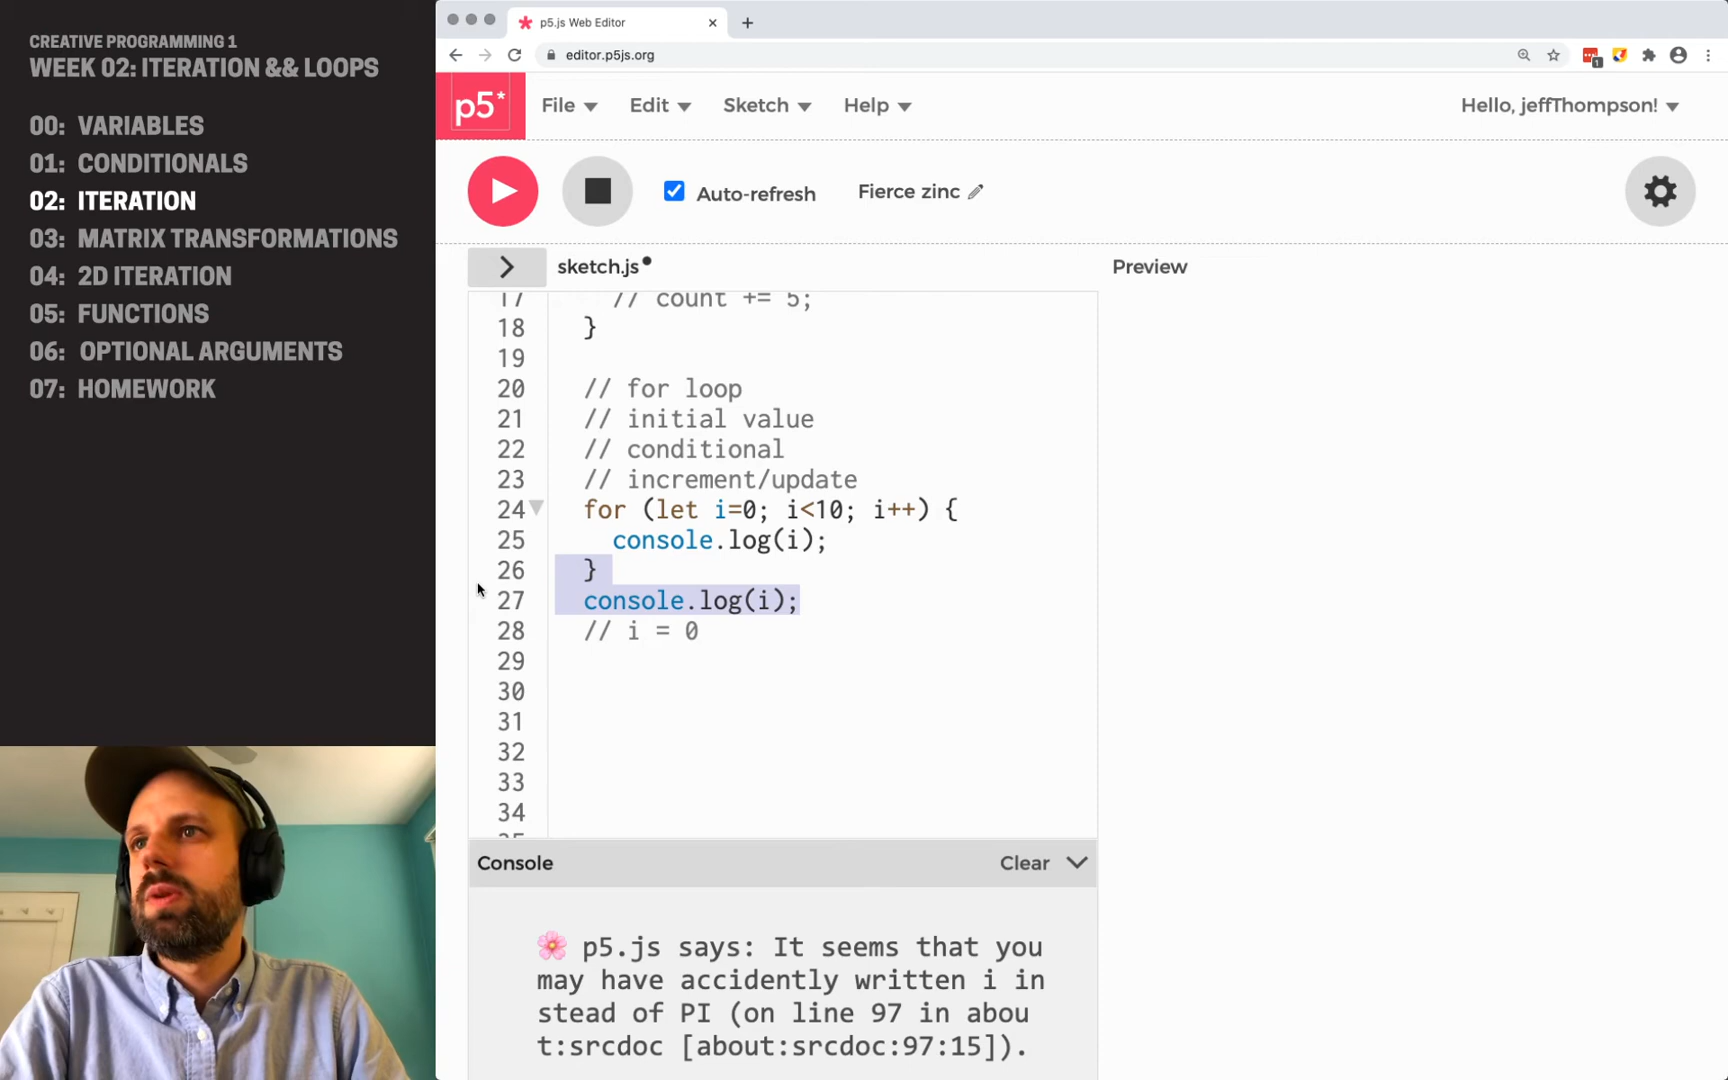 CREATIVE PROGRAMMING 1
WEEK 02: ITERATION && LOOPS
00: VARIABLES
01: CONDITIONALS
02: ITERATION
03: MATRIX TRANSFORMATIONS
04: 2D ITERATION
05: FUNCTIONS
06: OPTIONAL ARGUMENTS
07: HOMEWORK
p5.js Web Editor
editor.p5js.org
1
p5*
File
Edit
Sketch
Help
Hello, jeffThompson!
Auto-refresh
Fierce zinc
sketch.js
Preview
17 // count += 5;
18 }
19
20 // for loop
21 // initial value
22 // conditional
23 // increment/update
24 for (let i=0; i<10; i++) {
25 console.log(i);
26 }
27 console.log(i);
28 // i = 0
29
30
31
32
33
34
35
Console
Clear
🌸 p5.js says: It seems that you
may have accidently written i in
stead of PI (on line 97 in abou
t:srcdoc [about:srcdoc:97:15]).